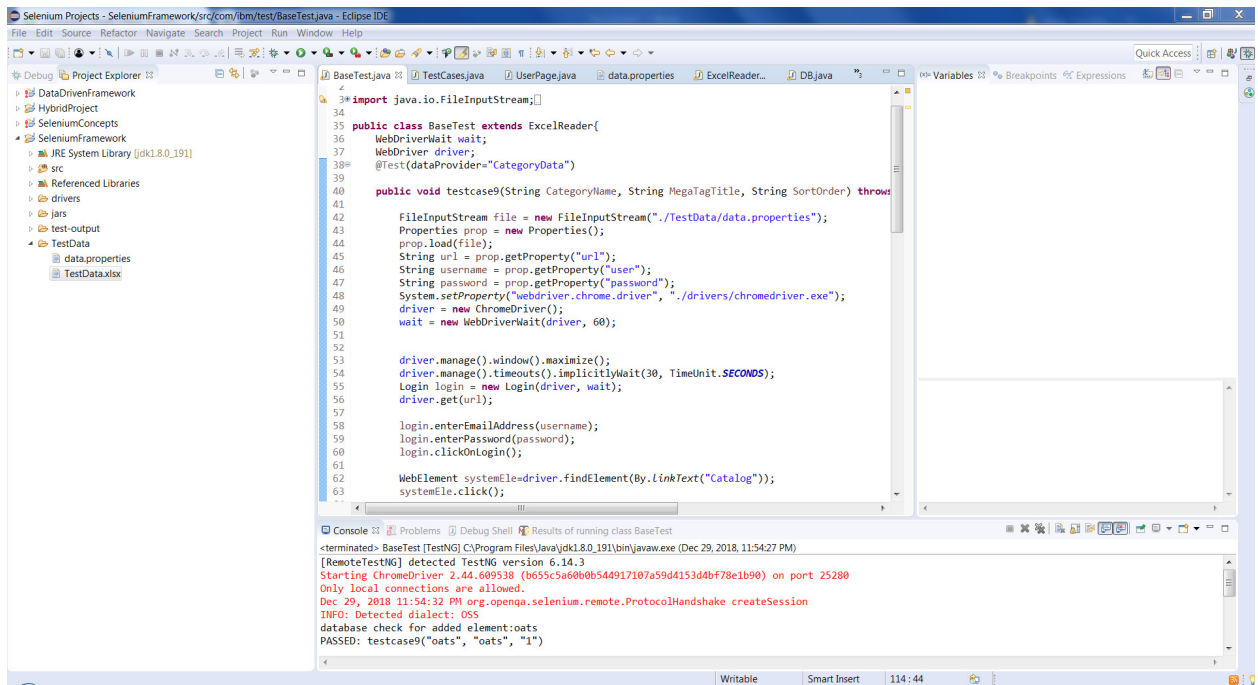 Selenium Projects - SeleniumFramework/src/com/ibm/test/BaseTest.java - Eclipse IDE
File Edit Source Refactor Navigate Search Project Run Window Help
Quick Access
Debug Project Explorer
DataDrivenFramework
HybridProject
SeleniumConcepts
SeleniumFramework
JRE System Library [jdk1.8.0_191]
src
Referenced Libraries
drivers
jars
test-output
TestData
data.properties
TestData.xlsx
BaseTest.java TestCases.java UserPage.java data.properties ExcelReader... DB.java »3
2
3 import java.io.FileInputStream;
34
35 public class BaseTest extends ExcelReader{
36 WebDriverWait wait;
37 WebDriver driver;
38 @Test(dataProvider="CategoryData")
39
40 public void testcase9(String CategoryName, String MegaTagTitle, String SortOrder) throws
41
42 FileInputStream file = new FileInputStream("./TestData/data.properties");
43 Properties prop = new Properties();
44 prop.load(file);
45 String url = prop.getProperty("url");
46 String username = prop.getProperty("user");
47 String password = prop.getProperty("password");
48 System.setProperty("webdriver.chrome.driver", "./drivers/chromedriver.exe");
49 driver = new ChromeDriver();
50 wait = new WebDriverWait(driver, 60);
51
52
53 driver.manage().window().maximize();
54 driver.manage().timeouts().implicitlyWait(30, TimeUnit.SECONDS);
55 Login login = new Login(driver, wait);
56 driver.get(url);
57
58 login.enterEmailAddress(username);
59 login.enterPassword(password);
60 login.clickOnLogin();
61
62 WebElement systemEle=driver.findElement(By.linkText("Catalog"));
63 systemEle.click();
Variables Breakpoints Expressions
Console Problems Debug Shell Results of running class BaseTest
<terminated> BaseTest [TestNG] C:\Program Files\Java\jdk1.8.0_191\bin\javaw.exe (Dec 29, 2018, 11:54:27 PM)
[RemoteTestNG] detected TestNG version 6.14.3
Starting ChromeDriver 2.44.609538 (b655c5a60b0b544917107a59d4153d4bf78e1b90) on port 25280
Only local connections are allowed.
Dec 29, 2018 11:54:32 PM org.openqa.selenium.remote.ProtocolHandshake createSession
INFO: Detected dialect: OSS
database check for added element:oats
PASSED: testcase9("oats", "oats", "1")
Writable Smart Insert 114 : 44